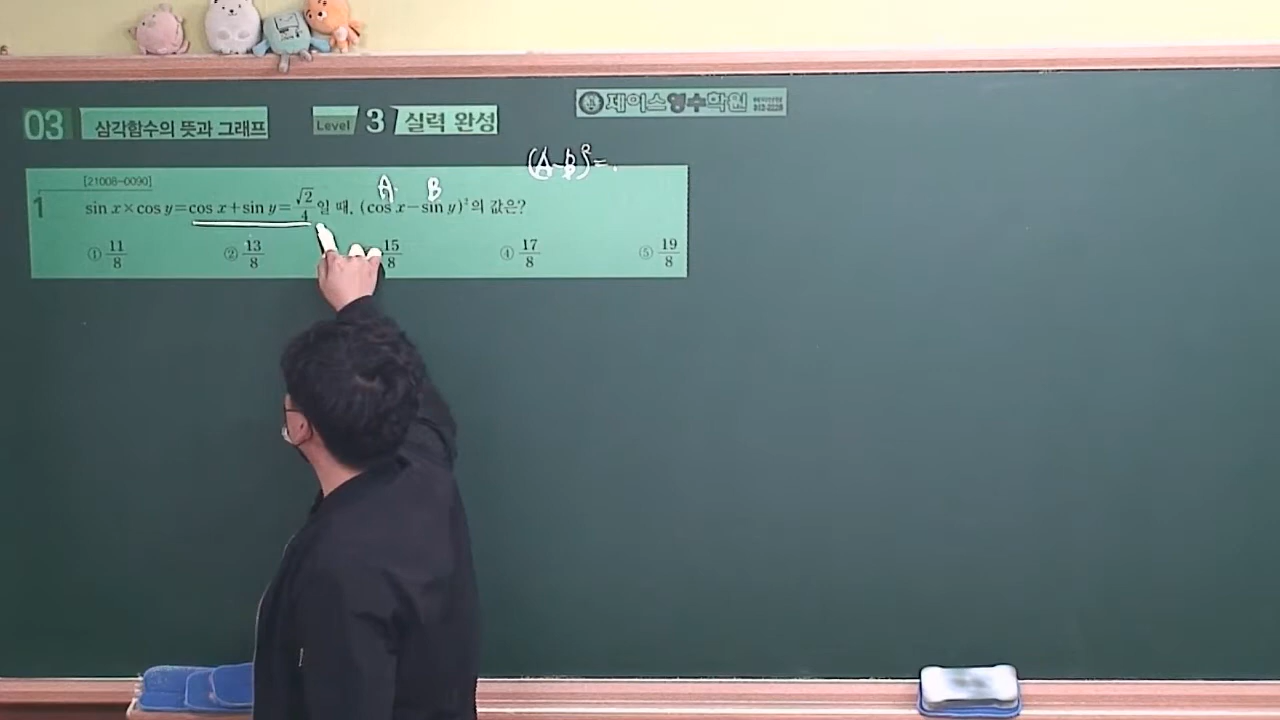 03 삼각함수의 뜻과 그래프 Level 3 실력 완성
제이스영수학원
(A-B)²=
[21008-0090]
A B
1 sin x×cos y=cos x+sin y=√2/4일 때, (cos x-sin y)²의 값은?
① 11/8 ② 13/8 15/8 ④ 17/8 ⑤ 19/8